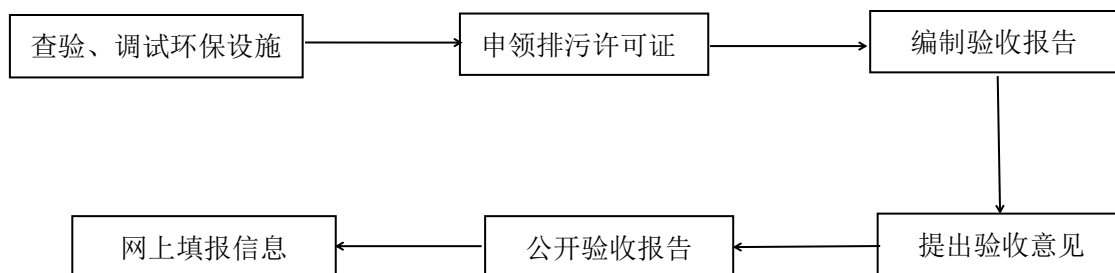 查验、调试环保设施
申领排污许可证
编制验收报告
提出验收意见
公开验收报告
网上填报信息